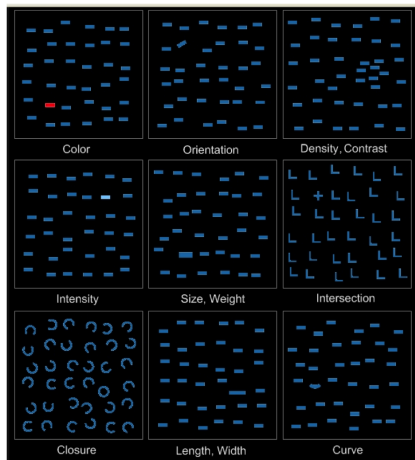 Color
Orientation
Density, Contrast
Intensity
Size, Weight
Intersection
Closure
Length, Width
Curve